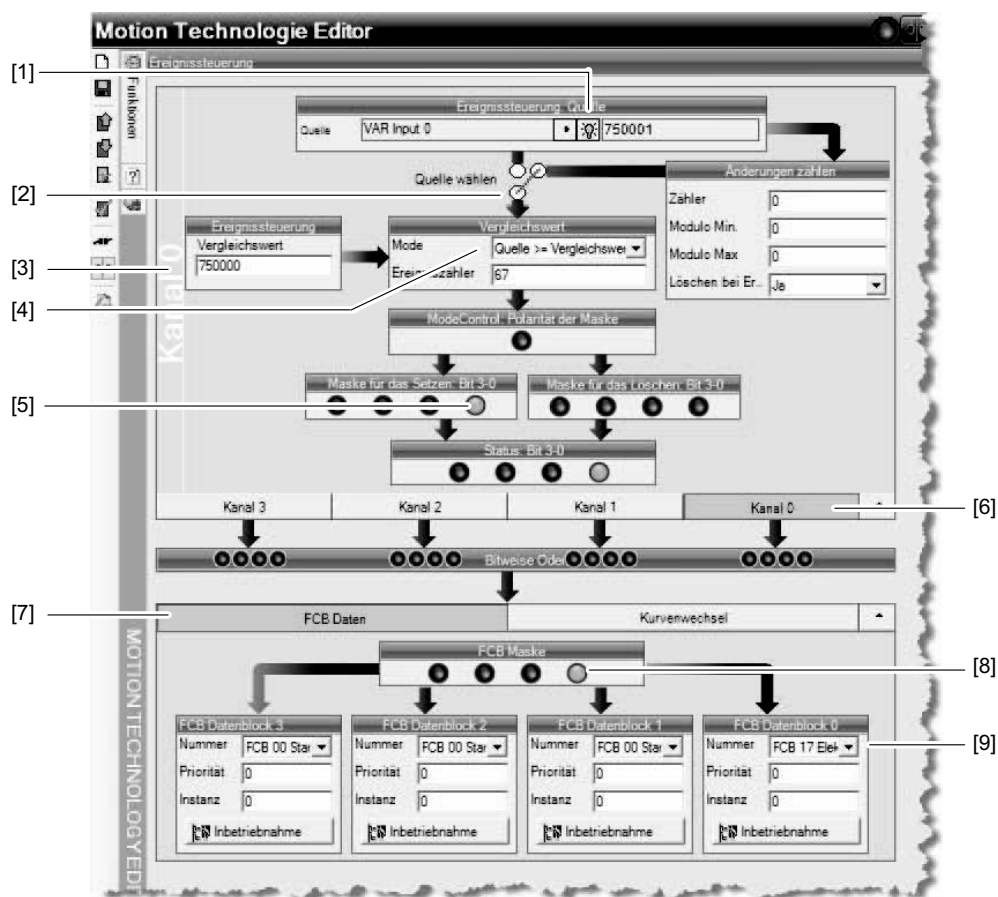 Motion Technologie Editor
Ereignissteuerung
Funktionen
[1]
Ereignissteuerung: Quelle
Quelle
VAR Input 0
750001
[2]
Quelle wählen
Änderungen zählen
Zähler
0
Modulo Min.
0
Modulo Max
0
Löschen bei Er..
Ja
Ereignissteuerung
Vergleichswert
750000
[3]
Vergleichswert
Mode
Quelle >= Vergleichswer
Ereigniszähler
67
[4]
Kanal 0
ModeControl: Polarität der Maske
Maske für das Setzen: Bit 3-0
Maske für das Löschen: Bit 3-0
[5]
Status: Bit 3-0
Kanal 3
Kanal 2
Kanal 1
Kanal 0
[6]
Bitweise Oder
[7]
FCB Daten
Kurvenwechsel
FCB Maske
[8]
FCB Datenblock 3
Nummer
FCB 00 Star
Priorität
0
Instanz
0
Inbetriebnahme
FCB Datenblock 2
Nummer
FCB 00 Star
Priorität
0
Instanz
0
Inbetriebnahme
FCB Datenblock 1
Nummer
FCB 00 Star
Priorität
0
Instanz
0
Inbetriebnahme
FCB Datenblock 0
Nummer
FCB 17 Elek
Priorität
0
Instanz
0
Inbetriebnahme
[9]
MOTION TECHNOLOGY EDI